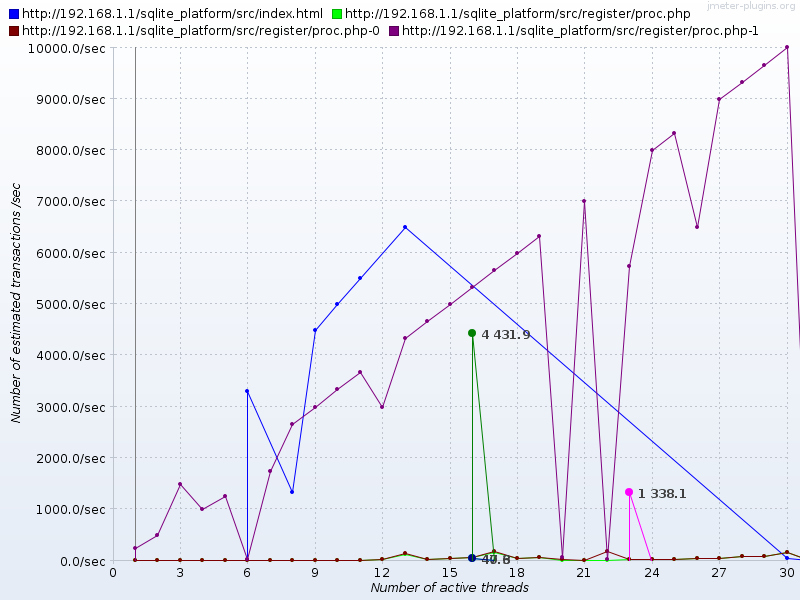 jmeter-plugins.org
http://192.168.1.1/sqlite_platform/src/index.html http://192.168.1.1/sqlite_platform/src/register/proc.php
http://192.168.1.1/sqlite_platform/src/register/proc.php-0 http://192.168.1.1/sqlite_platform/src/register/proc.php-1
10000.0/sec
9000.0/sec
8000.0/sec
7000.0/sec
6000.0/sec
5000.0/sec
4000.0/sec
3000.0/sec
2000.0/sec
1000.0/sec
0.0/sec
Number of estimated transactions /sec
4 431.9
1 338.1
0 3 6 9 12 15 18 21 24 27 30
Number of active threads